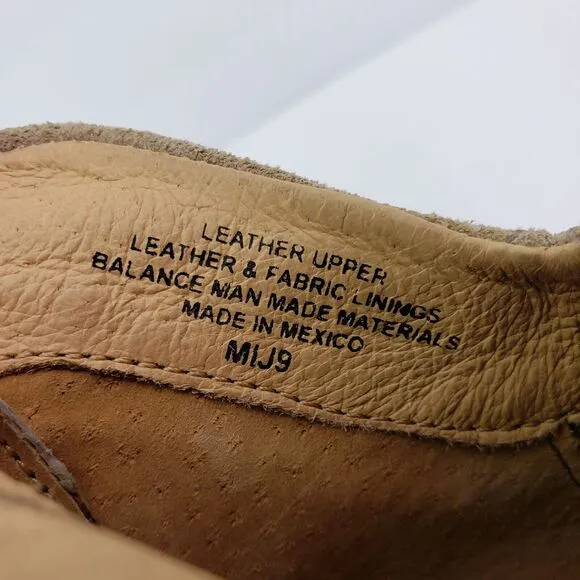 LEATHER UPPER
LEATHER & FABRIC LININGS
BALANCE MAN MADE MATERIALS
MADE IN MEXICO
MIJ9